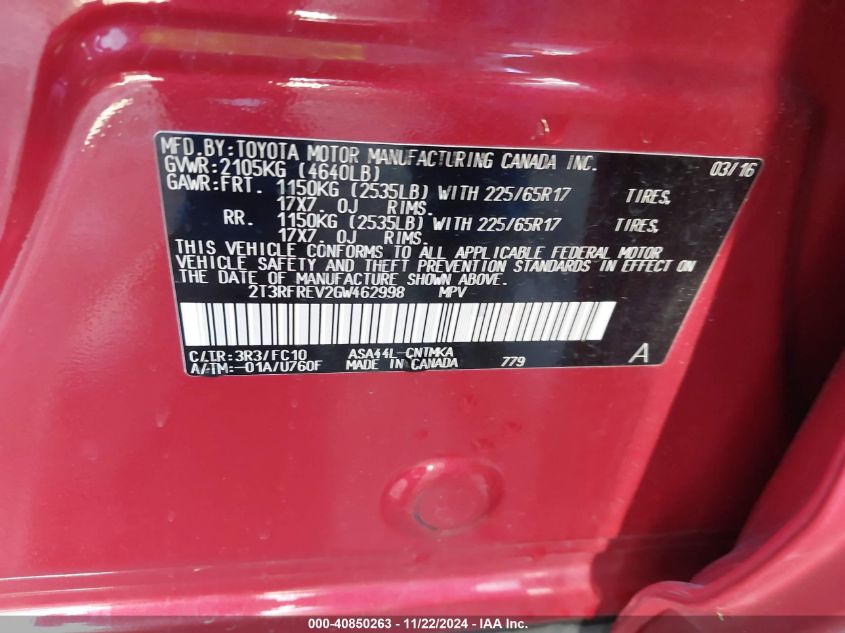 MFD.BY:TOYOTA MOTOR MANUFACTURING CANADA INC. 03/16
GVWR:2105KG (4640LB)
GAWR:FRT. 1150KG (2535LB) WITH 225/65R17 TIRES,
17X7. 0J RIMS.
RR. 1150KG (2535LB) WITH 225/65R17 TIRES,
17X7. 0J RIMS.
THIS VEHICLE CONFORMS TO ALL APPLICABLE FEDERAL MOTOR
VEHICLE SAFETY AND THEFT PREVENTION STANDARDS IN EFFECT ON
THE DATE OF MANUFACTURE SHOWN ABOVE.
2T3RFREV2GW462998 MPV
C/TR:3R3/FC10 ASA44L-CNTMKA
A/TM:-01A/U760F MADE IN CANADA 779 A
000-40850263 - 11/22/2024 - IAA Inc.